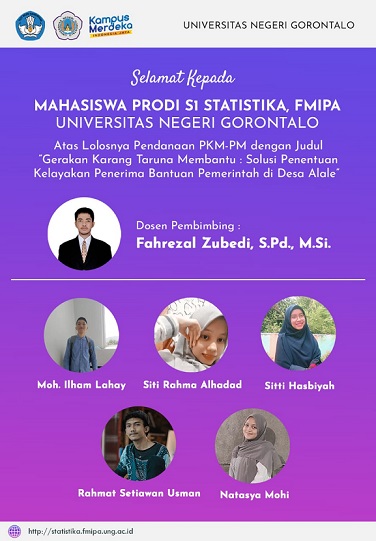 Kampus
Merdeka
INDONESIA JAYA
UNIVERSITAS NEGERI GORONTALO
Selamat Kepada
MAHASISWA PRODI S1 STATISTIKA, FMIPA
UNIVERSITAS NEGERI GORONTALO
Atas Lolosnya Pendanaan PKM-PM dengan Judul
"Gerakan Karang Taruna Membantu : Solusi Penentuan
Kelayakan Penerima Bantuan Pemerintah di Desa Alale"
Dosen Pembimbing :
Fahrezal Zubedi, S.Pd., M.Si.
Moh. Ilham Lahay
Siti Rahma Alhadad
Sitti Hasbiyah
Rahmat Setiawan Usman
Natasya Mohi
http://statistika.fmipa.ung.ac.id